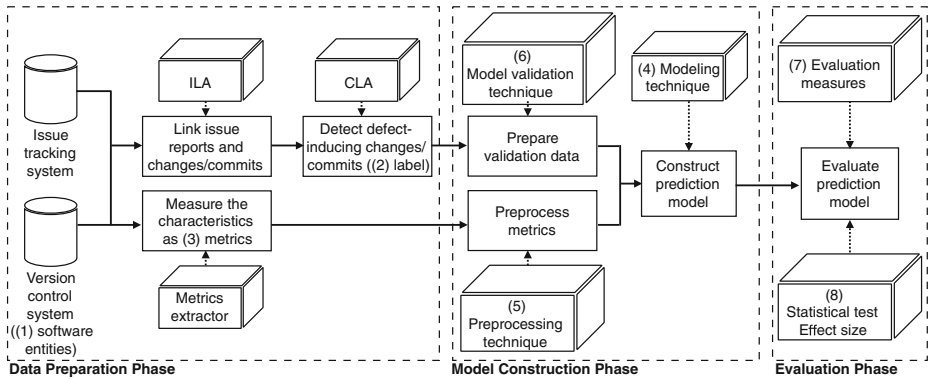 Issue
tracking
system
Version
control
system
((1) software
entities)
ILA
CLA
Link issue
reports and
changes/commits
Detect defect-
inducing changes/
commits ((2) label)
Measure the
characteristics
as (3) metrics
Metrics
extractor
Data Preparation Phase
(6)
Model validation
technique
(4) Modeling
technique
Prepare
validation data
Construct
prediction
model
Preprocess
metrics
(5)
Preprocessing
technique
Model Construction Phase
(7) Evaluation
measures
Evaluate
prediction
model
(8)
Statistical test
Effect size
Evaluation Phase